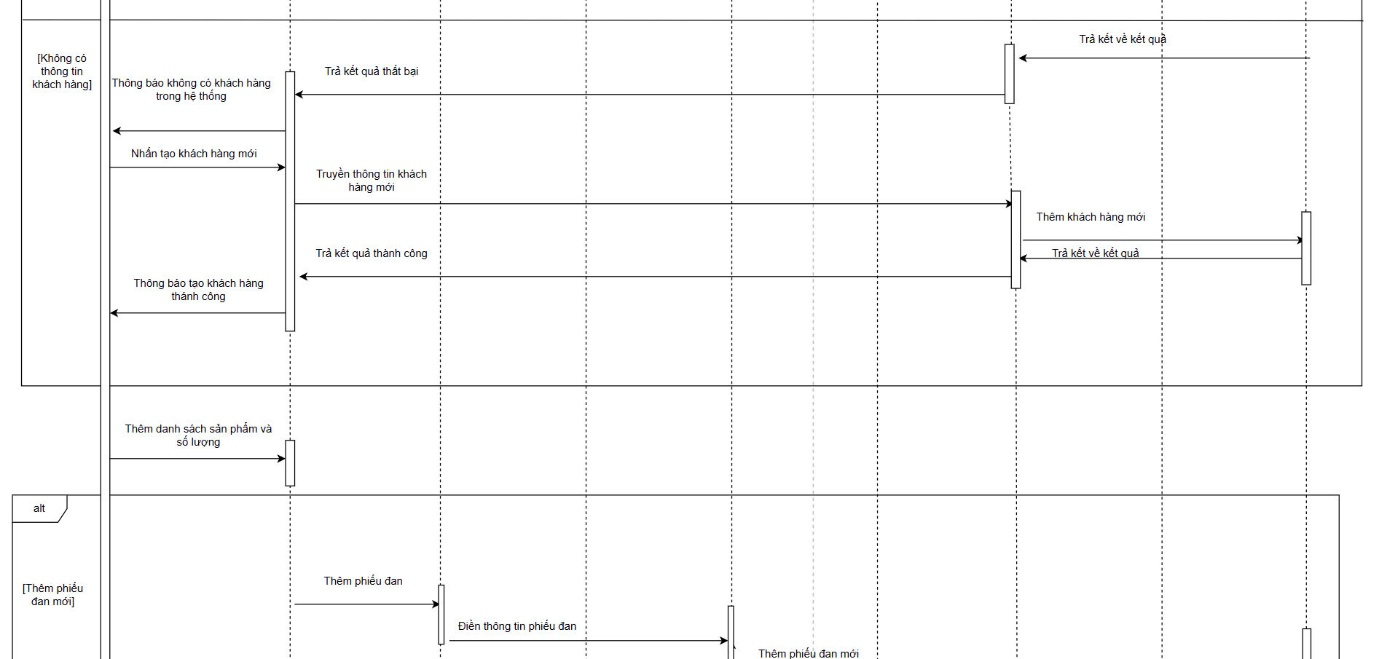 Trả kết về kết quả
[Không có
thông tin
khách hàng]
Trả kết quả thất bại
Thông báo không có khách hàng
trong hệ thống
Nhấn tạo khách hàng mới
Truyền thông tin khách
hàng mới
Thêm khách hàng mới
Trả kết quả thành công
Trả kết về kết quả
Thông báo tạo khách hàng
thành công
Thêm danh sách sản phẩm và
số lượng
alt
[Thêm phiếu
đan mới]
Thêm phiếu đan
Điền thông tin phiếu đan
Thêm phiếu đan mới